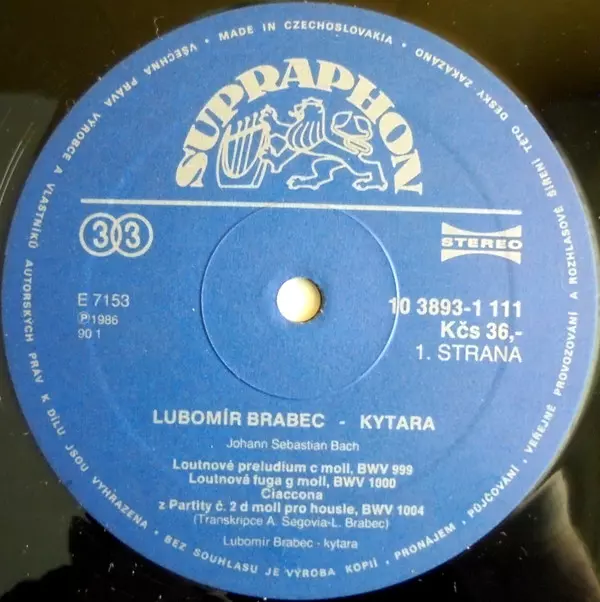 VŠECHNA PRÁVA VÝROBCE A VLASTNÍKŮ AUTORSKÝCH PRÁV K DÍLU JSOU VYHRAZENA • BEZ SOUHLASU JE VÝROBA KOPIÍ • PRONÁJEM • PŮJČOVÁNÍ • VEŘEJNÉ PROVOZOVÁNÍ A ROZHLASOVÉ ŠÍŘENÍ TÉTO DESKY ZAKÁZÁNO • MADE IN CZECHOSLOVAKIA •
SUPRAPHON
33
STEREO
E 7153
10 3893-1 111
Ⓟ1986
Kčs 36,-
90 1
1. STRANA
LUBOMÍR BRABEC - KYTARA
Johann Sebastian Bach
Loutnové preludium c moll, BWV 999
Loutnová fuga g moll, BWV 1000
Ciaccona
z Partity č. 2 d moll pro housle, BWV 1004
(Transkripce A. Segovia-L. Brabec)
Lubomír Brabec - kytara